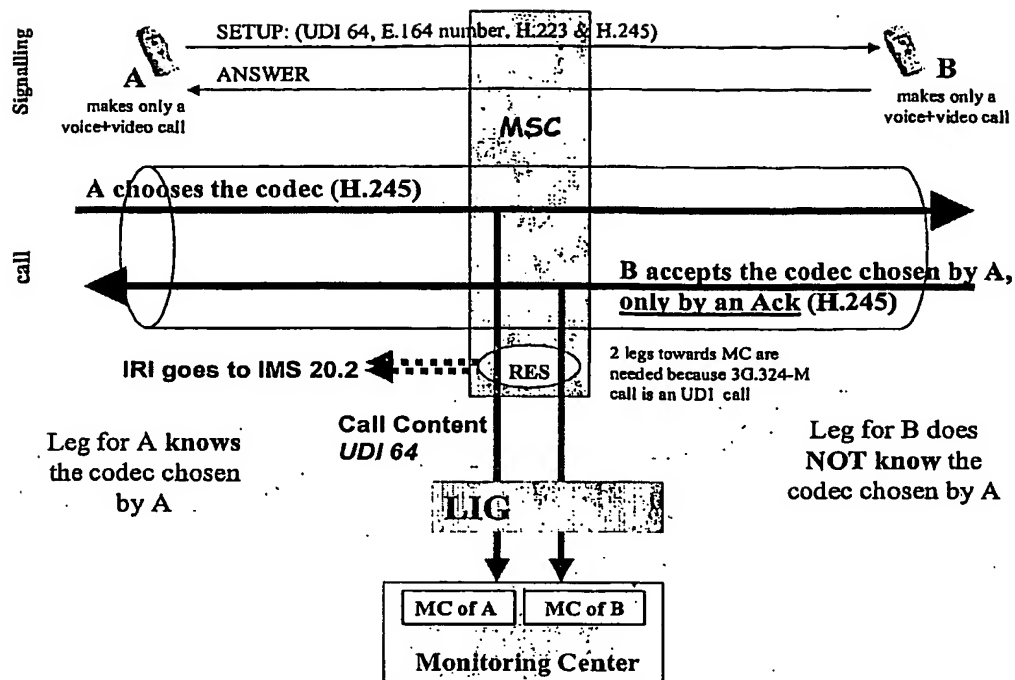 Signalling
SETUP: (UDI 64, E.164 number, H.223 & H.245)
A
ANSWER
B
makes only a
voice+video call
makes only a
voice+video call
MSC
call
A chooses the codec (H.245)
B accepts the codec chosen by A,
only by an Ack (H.245)
IRI goes to IMS 20.2
RES
2 legs towards MC are
needed because 3G.324-M
call is an UDI call
Call Content
UDI 64
Leg for A knows
the codec chosen
by A
Leg for B does
NOT know the
codec chosen by A
LIG
MC of A
MC of B
Monitoring Center